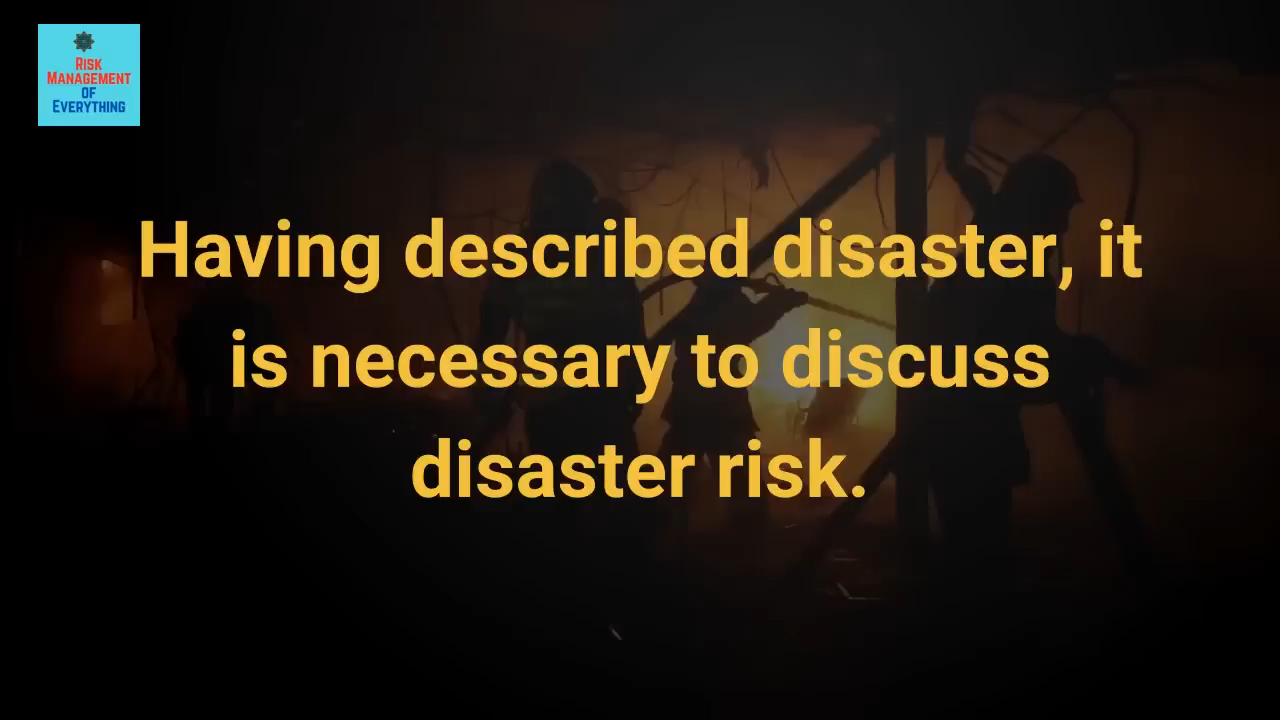 Risk
Management
of
Everything
Having described disaster, it
is necessary to discuss
disaster risk.